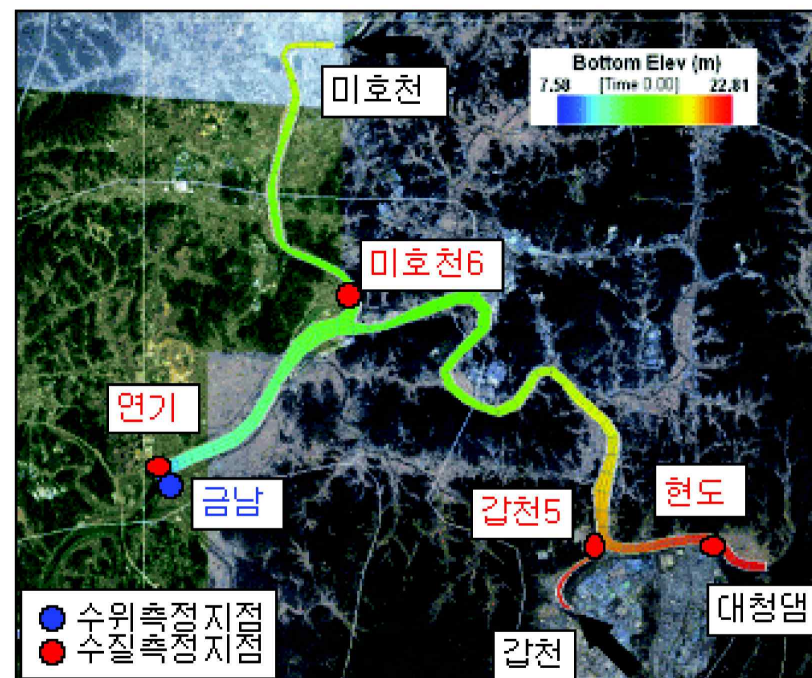 Bottom Elev (m)
7.58 [Time 0.00] 22.81
미호천
미호천6
연기
금남
갑천5
현도
대청댐
갑천
수위측정지점
수질측정지점